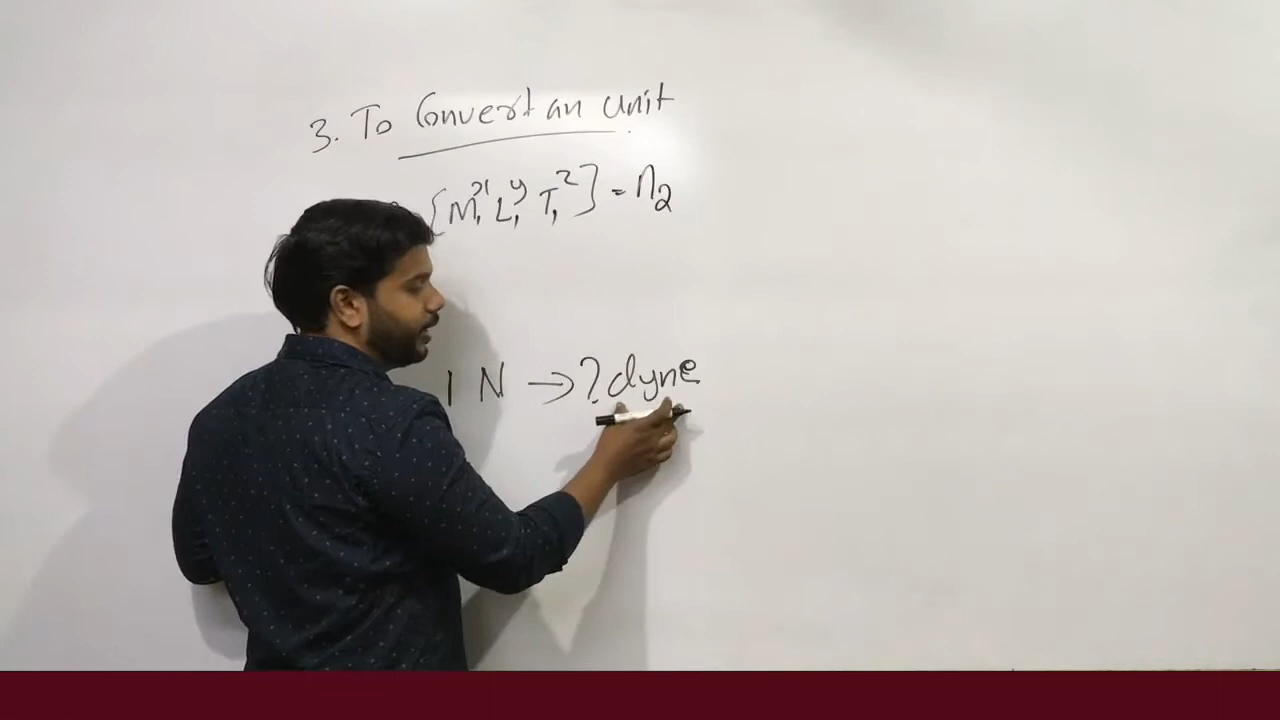 3. To Convert an unit
[M₁ˣ L₁ʸ T₁ᶻ] = n₂
1 N → ? dyne